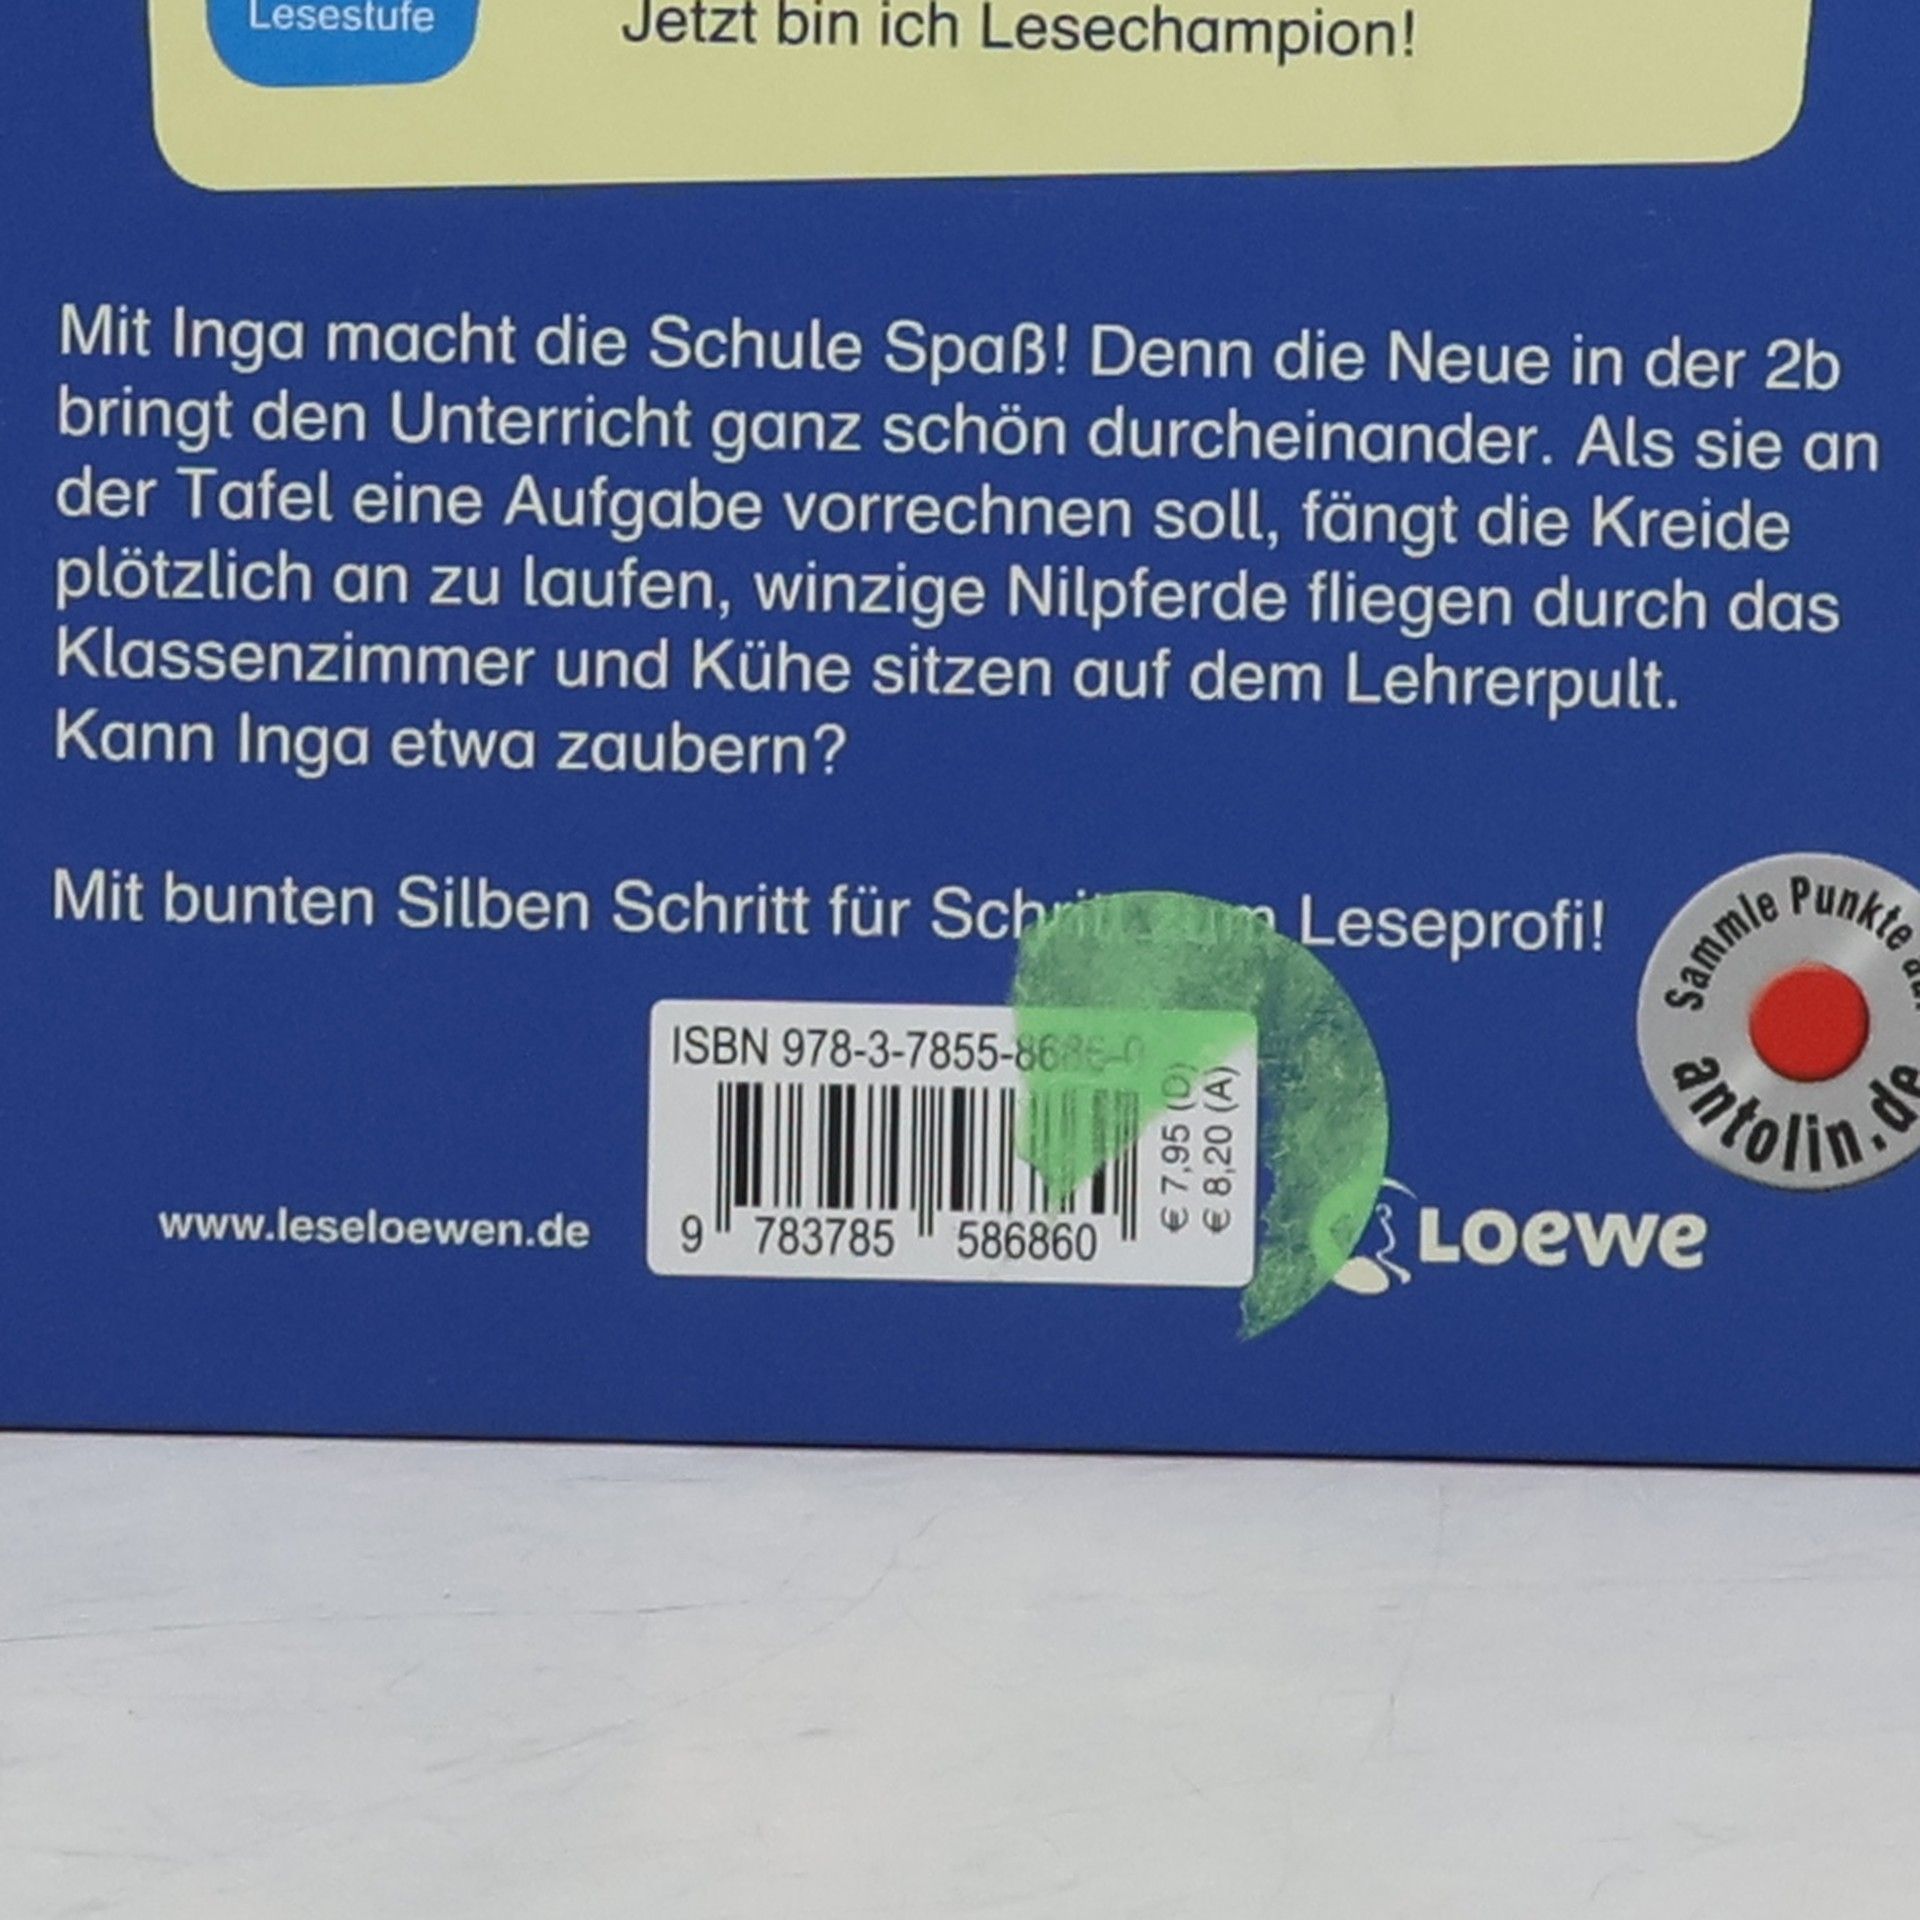 Lesestufe
Jetzt bin ich Lesechampion!
Mit Inga macht die Schule Spaß! Denn die Neue in der 2b
bringt den Unterricht ganz schön durcheinander. Als sie an
der Tafel eine Aufgabe vorrechnen soll, fängt die Kreide
plötzlich an zu laufen, winzige Nilpferde fliegen durch das
Klassenzimmer und Kühe sitzen auf dem Lehrerpult.
Kann Inga etwa zaubern?
Mit bunten Silben Schritt für Schritt zum Leseprofi!
Sammle Punkte
antolin.de
ISBN 978-3-7855-8686-0
€ 7,95 (D)
€ 8,20 (A)
9 783785 586860
www.leseloewen.de
Loewe